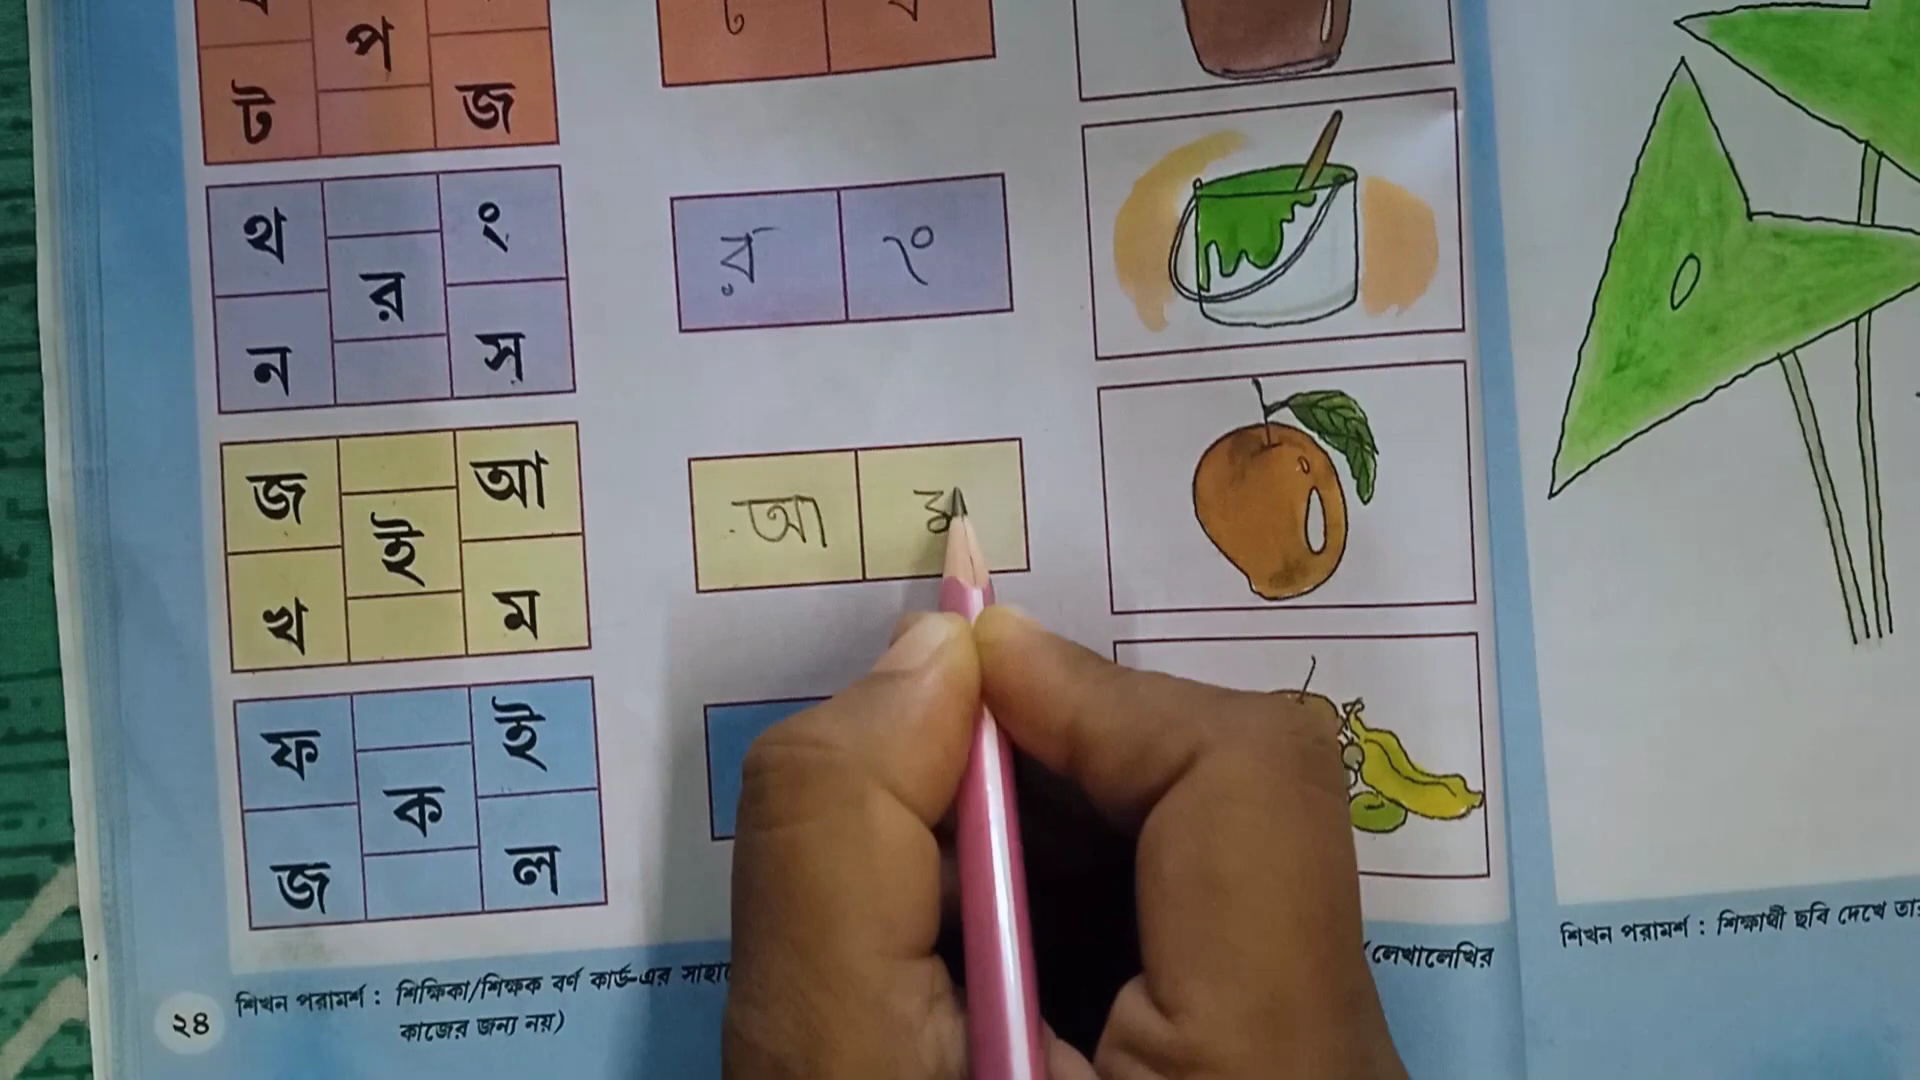 প
ট জ
থ ং
র
ন স
র ং
জ আ
ই
খ ম
আ ম
ফ ই
ক
জ ল
২৪
শিখন পরামর্শ : শিক্ষিকা/শিক্ষক বর্ণ কার্ড-এর
লেখালেখির
কাজের জন্য নয়)
শিখন পরামর্শ : শিক্ষার্থী ছবি দেখে